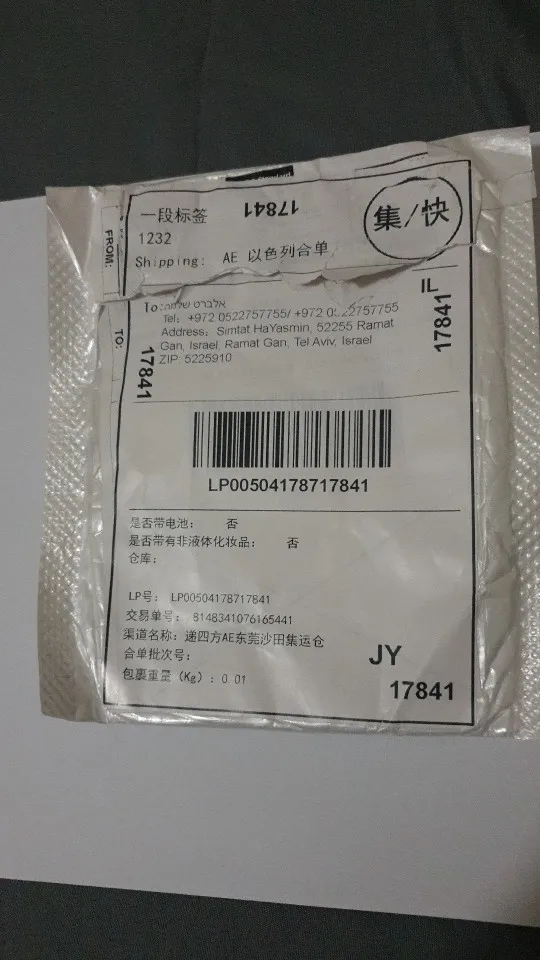 一段标签
17841
集/快
1232
Shipping: AE 以色列合单
FROM:
To: אלברט שלמה
Tel: +972 0522757755/ +972 0522757755
Address: Simtat HaYasmin, 52255 Ramat
Gan, Israel, Ramat Gan, Tel Aviv, Israel
ZIP: 5225910
TO:
17841
IL
17841
LP00504178717841
是否带电池: 否
是否带有非液体化妆品: 否
仓库:
LP号: LP00504178717841
交易单号: 8148341076165441
渠道名称: 递四方AE东莞沙田集运仓
合单批次号:
包裹重量 (Kg) : 0.01
JY
17841